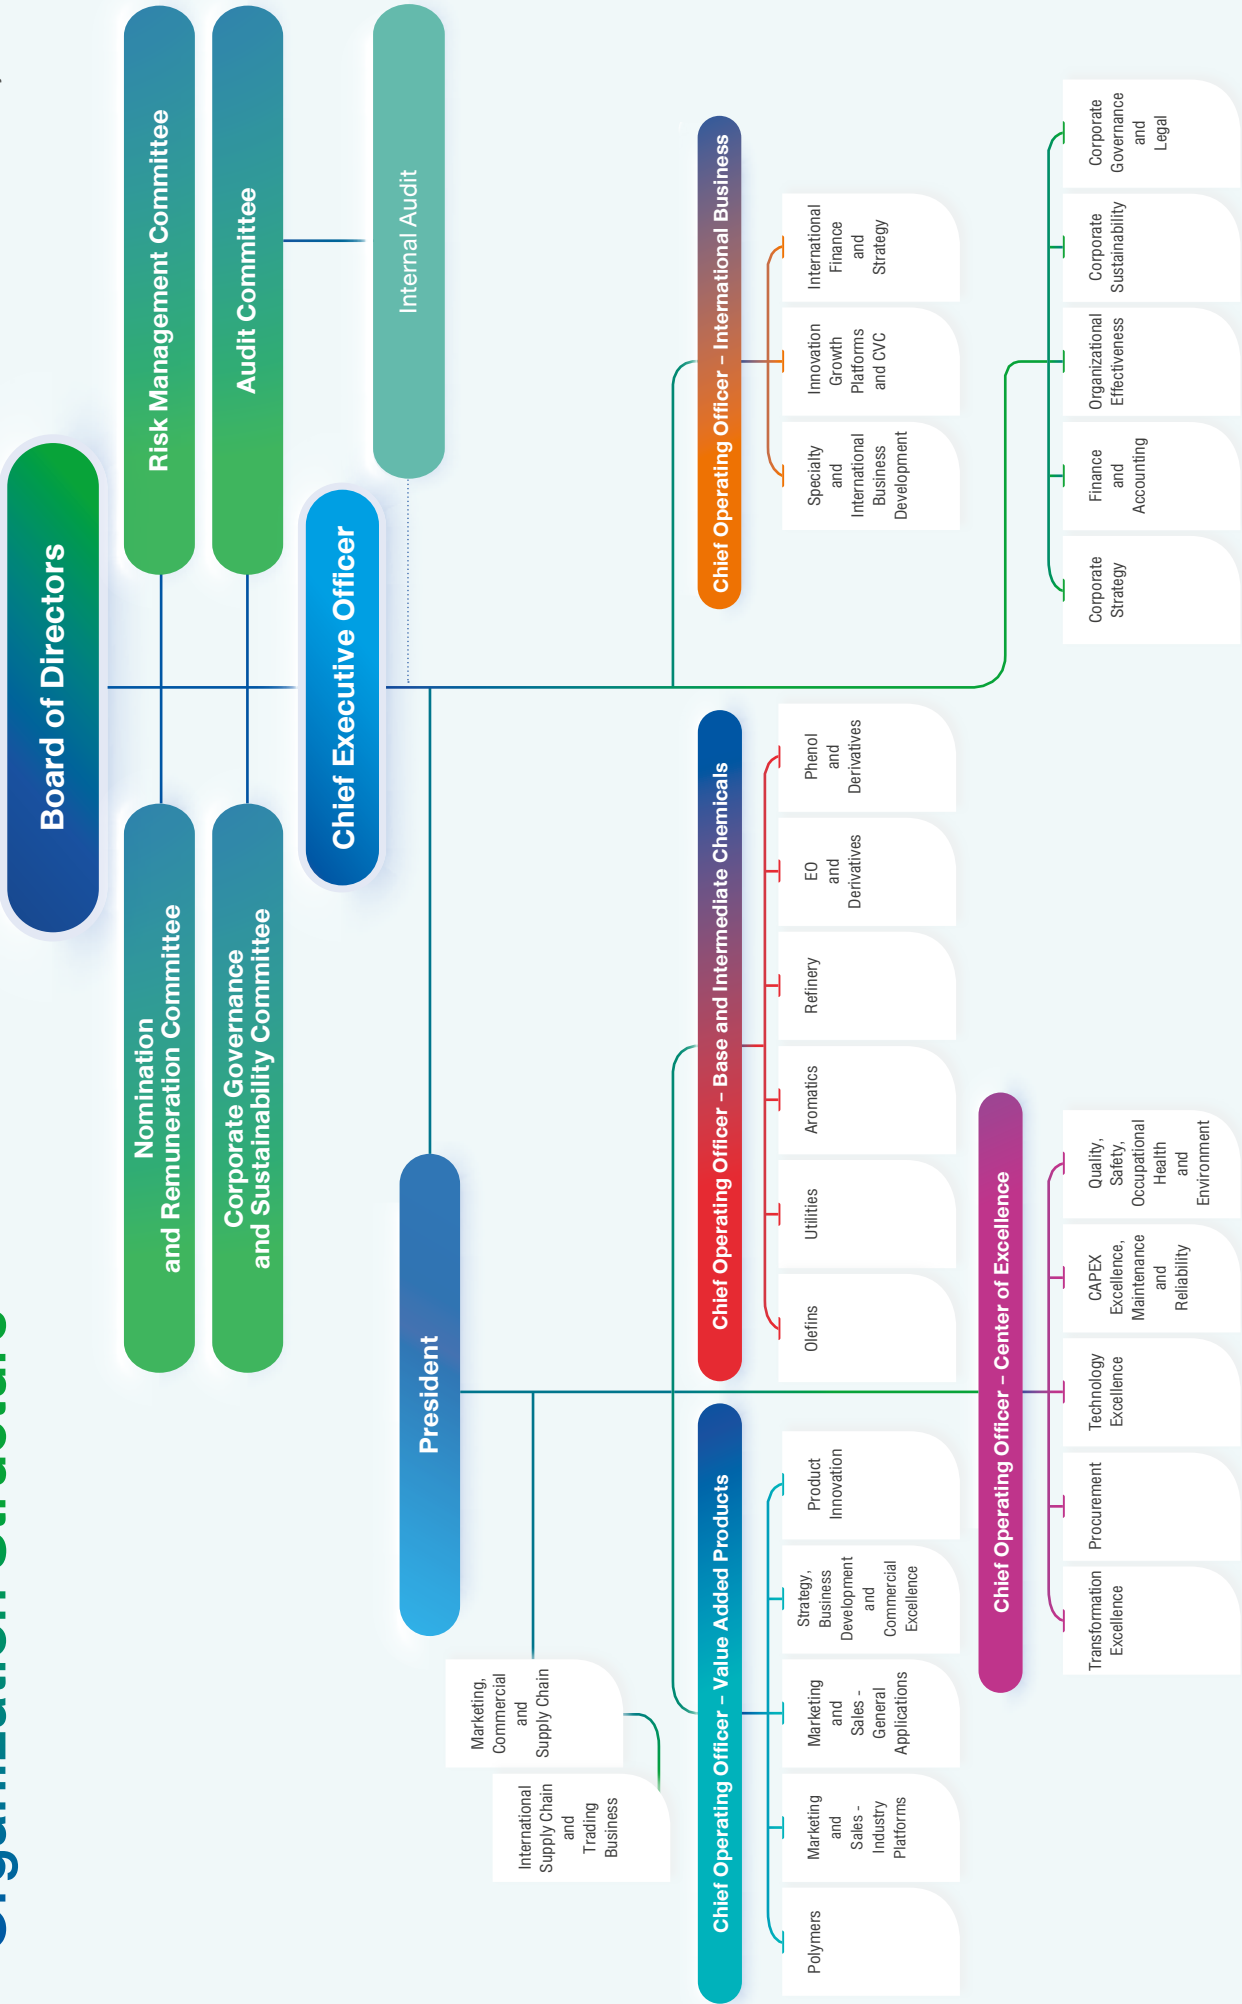 Organization Structure
Board of Directors
Nomination
and Remuneration Committee
Risk Management Committee
Corporate Governance
and Sustainability Committee
Audit Committee
Chief Executive Officer
Internal Audit
President
Marketing,
Commercial
and
Supply Chain
International
Supply Chain
and
Trading
Business
Chief Operating Officer – Value Added Products
Polymers
Marketing
and
Sales -
Industry
Platforms
Marketing
and
Sales -
General
Applications
Strategy,
Business
Development
and
Commercial
Excellence
Product
Innovation
Chief Operating Officer – Base and Intermediate Chemicals
Olefins
Utilities
Aromatics
Refinery
EO
and
Derivatives
Phenol
and
Derivatives
Chief Operating Officer – International Business
Specialty
and
International
Business
Development
Innovation
Growth
Platforms
and CVC
International
Finance
and
Strategy
Chief Operating Officer – Center of Excellence
Transformation
Excellence
Procurement
Technology
Excellence
CAPEX
Excellence,
Maintenance
and
Reliability
Quality,
Safety,
Occupational
Health
and
Environment
Corporate
Strategy
Finance
and
Accounting
Organizational
Effectiveness
Corporate
Sustainability
Corporate
Governance
and
Legal